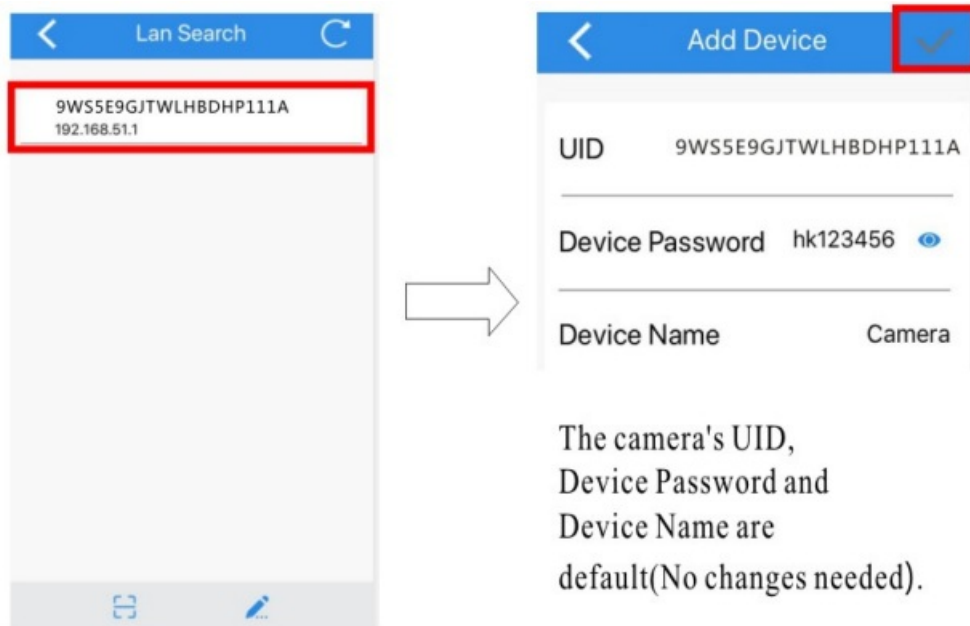 Lan Search
9WS5E9GJTWLHBDHP111A
192.168.51.1
Add Device
UID 9WS5E9GJTWLHBDHP111A
Device Password hk123456
Device Name Camera
The camera's UID,
Device Password and
Device Name are
default(No changes needed).